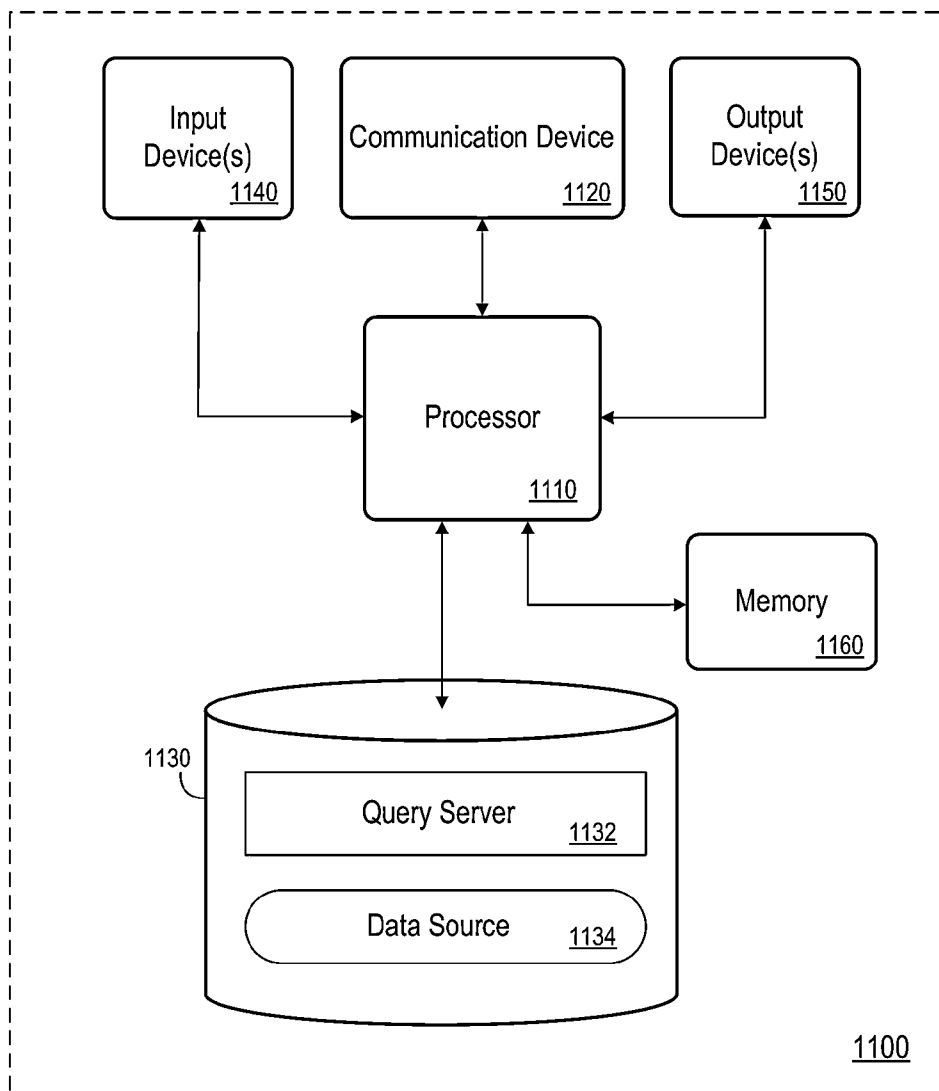 Input
Device(s)
1140
Communication Device
1120
Output
Device(s)
1150
Processor
1110
Memory
1160
1130
Query Server
1132
Data Source
1134
1100